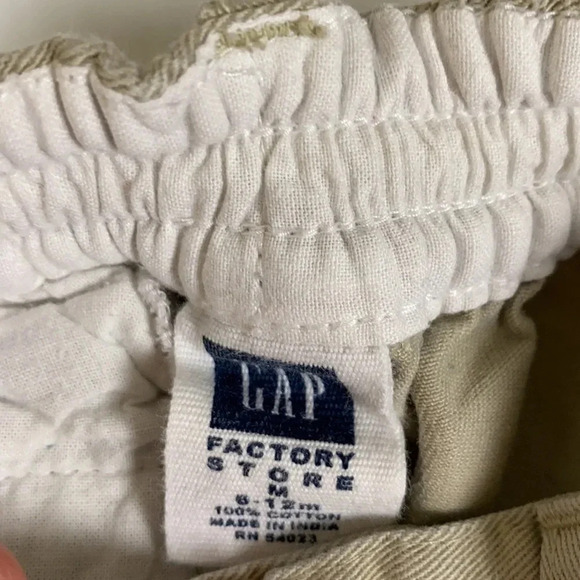 GAP
FACTORY
STORE
M
6-12m
100% COTTON
MADE IN INDIA
RN 54023